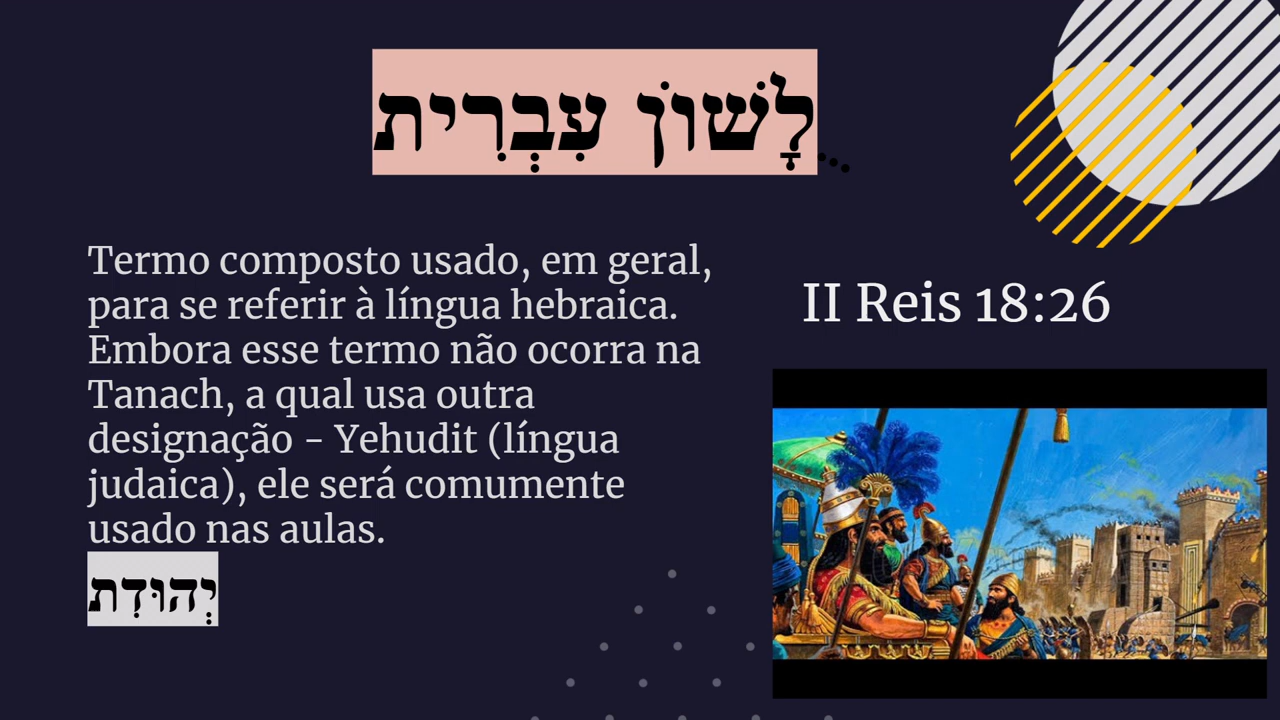 לָשׁוֹן עִבְרִית...
Termo composto usado, em geral,
para se referir à língua hebraica.
Embora esse termo não ocorra na
Tanach, a qual usa outra
designação - Yehudit (língua
judaica), ele será comumente
usado nas aulas.
יְהוּדִת
II Reis 18:26